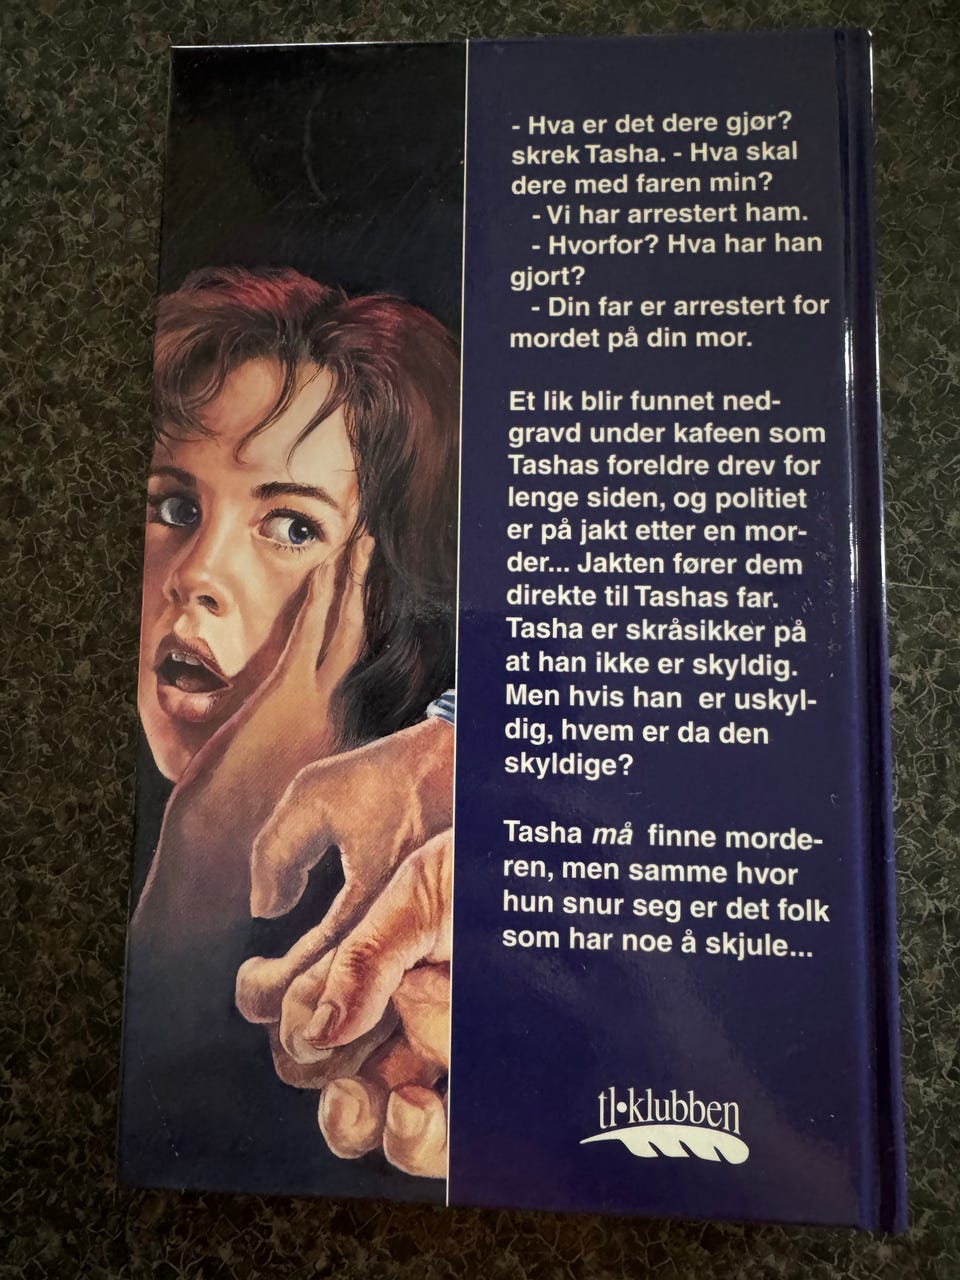 - Hva er det dere gjør?
skrek Tasha. - Hva skal
dere med faren min?
- Vi har arrestert ham.
- Hvorfor? Hva har han
gjort?
- Din far er arrestert for
mordet på din mor.
Et lik blir funnet ned-
gravd under kafeen som
Tashas foreldre drev for
lenge siden, og politiet
er på jakt etter en mor-
der... Jakten fører dem
direkte til Tashas far.
Tasha er skråsikker på
at han ikke er skyldig.
Men hvis han er uskyl-
dig, hvem er da den
skyldige?
Tasha må finne morde-
ren, men samme hvor
hun snur seg er det folk
som har noe å skjule...
tl•klubben